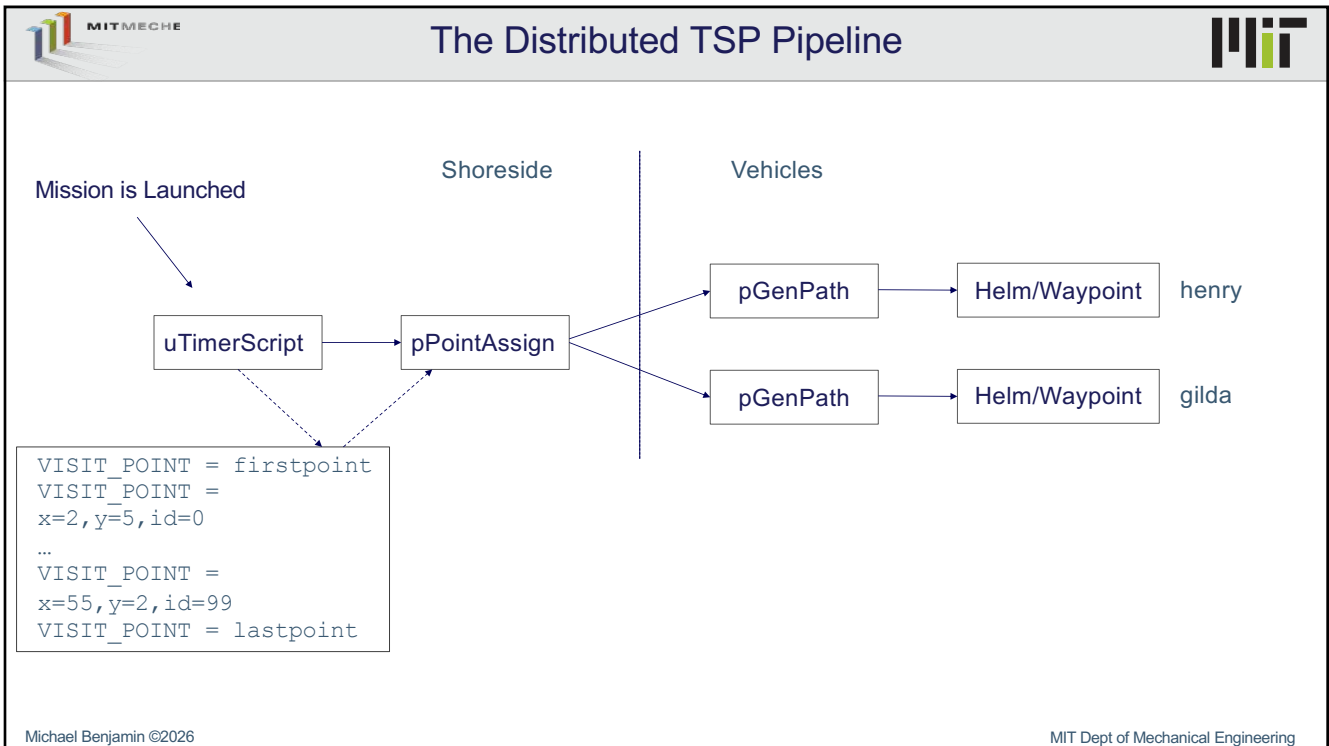 MITMECHE
The Distributed TSP Pipeline
MIT
Mission is Launched
Shoreside
Vehicles
uTimerScript
pPointAssign
pGenPath
Helm/Waypoint
henry
pGenPath
Helm/Waypoint
gilda
VISIT_POINT = firstpoint
VISIT_POINT =
x=2,y=5,id=0
…
VISIT_POINT =
x=55,y=2,id=99
VISIT_POINT = lastpoint
Michael Benjamin ©2026
MIT Dept of Mechanical Engineering